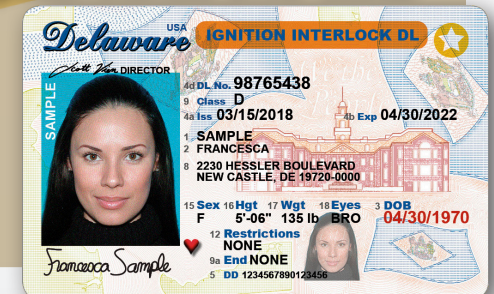 Delaware USA
IGNITION INTERLOCK DL
Scott Vien DIRECTOR
SAMPLE
4d DL No. 98765438
9 Class D
4a Iss 03/15/2018 4b Exp 04/30/2022
1 SAMPLE
2 FRANCESCA
8 2230 HESSLER BOULEVARD
NEW CASTLE, DE 19720-0000
15 Sex 16 Hgt 17 Wgt 18 Eyes 3 DOB
F 5'-06" 135 lb BRO 04/30/1970
12 Restrictions
NONE
9a End NONE
5 DD 1234567890123456
Francesca Sample